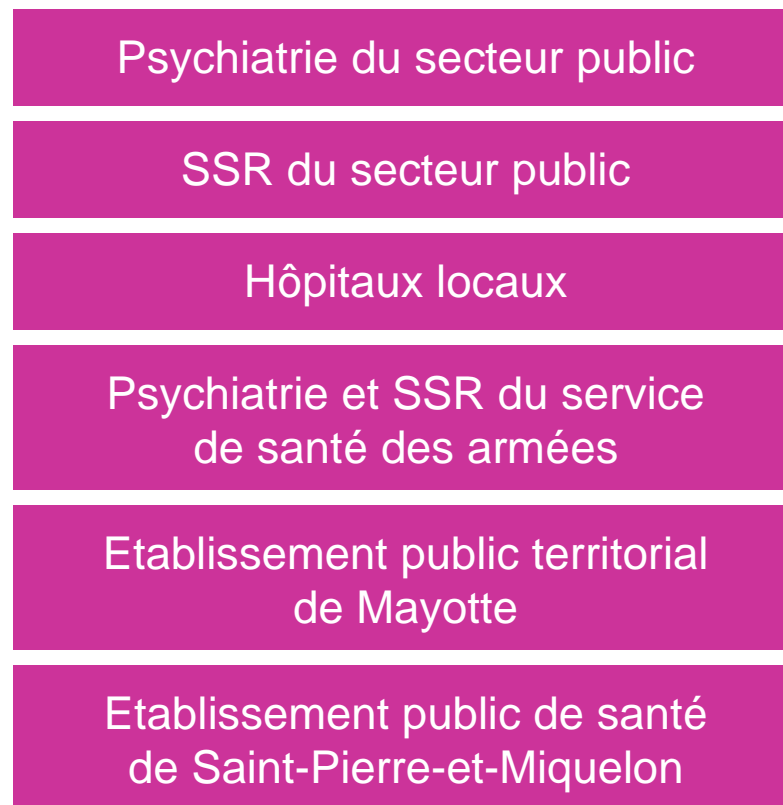 Psychiatrie du secteur public
SSR du secteur public
Hôpitaux locaux
Psychiatrie et SSR du service
de santé des armées
Etablissement public territorial
de Mayotte
Etablissement public de santé
de Saint-Pierre-et-Miquelon